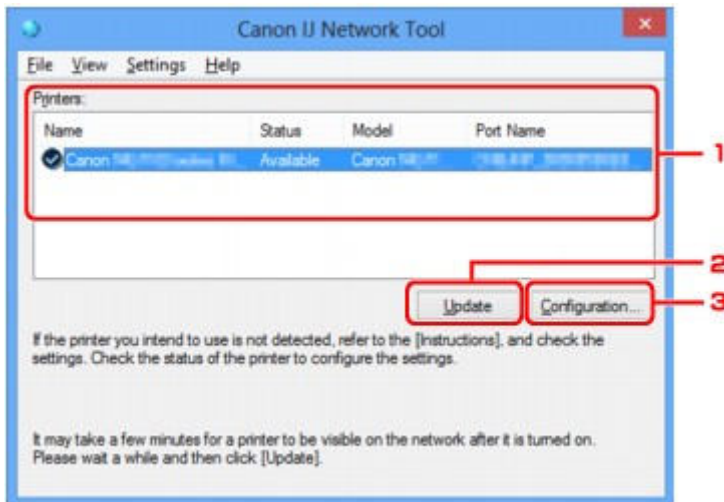 Canon IJ Network Tool
File View Settings Help
Printers:
Name Status Model Port Name
Canon Available Canon
1
2
Update Configuration...
3
If the printer you intend to use is not detected, refer to the [Instructions], and check the
settings. Check the status of the printer to configure the settings.
It may take a few minutes for a printer to be visible on the network after it is turned on.
Please wait a while and then click [Update].